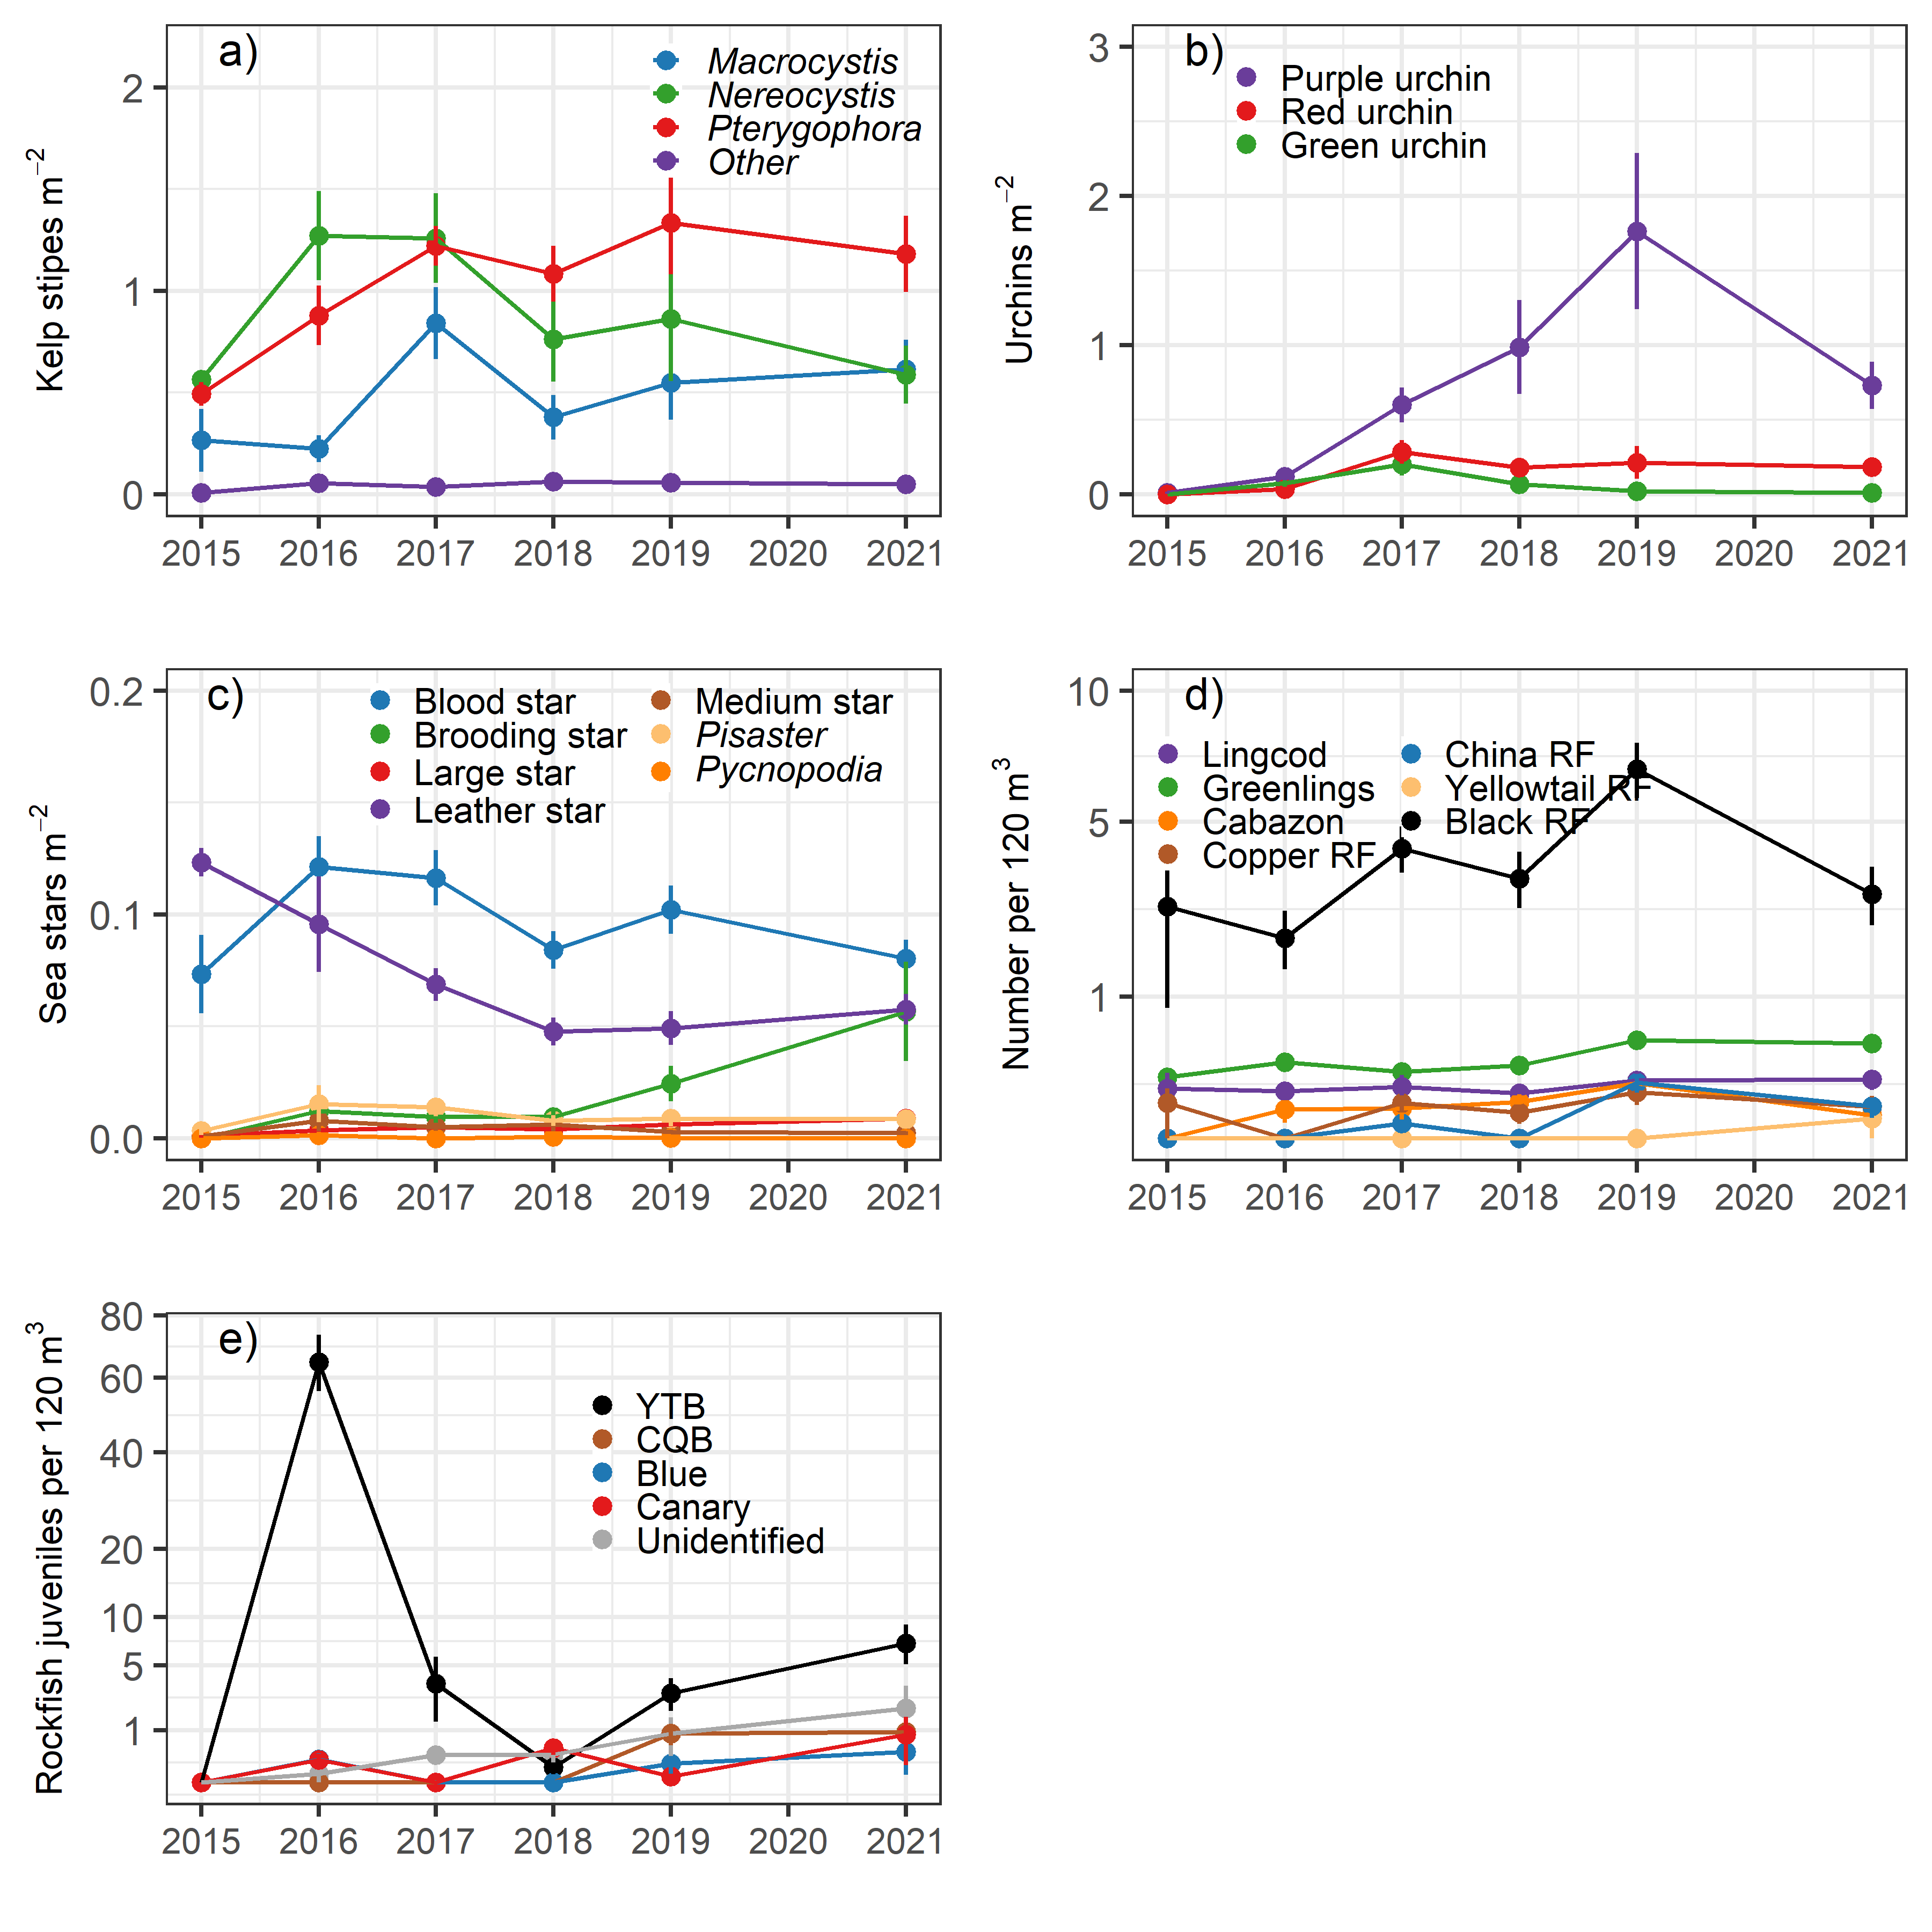 a)
Macrocystis
Nereocystis
Pterygophora
Other
Kelp stipes m⁻²
2
1
0
2015 2016 2017 2018 2019 2020 2021
b)
Purple urchin
Red urchin
Green urchin
Urchins m⁻²
3
2
1
0
2015 2016 2017 2018 2019 2020 2021
c)
Blood star
Brooding star
Large star
Leather star
Medium star
Pisaster
Pycnopodia
Sea stars m⁻²
0.2
0.1
0.0
2015 2016 2017 2018 2019 2020 2021
d)
Lingcod
Greenlings
Cabazon
Copper RF
China RF
Yellowtail RF
Black RF
Number per 120 m³
10
5
1
2015 2016 2017 2018 2019 2020 2021
e)
YTB
CQB
Blue
Canary
Unidentified
Rockfish juveniles per 120 m³
80
60
40
20
10
5
1
2015 2016 2017 2018 2019 2020 2021